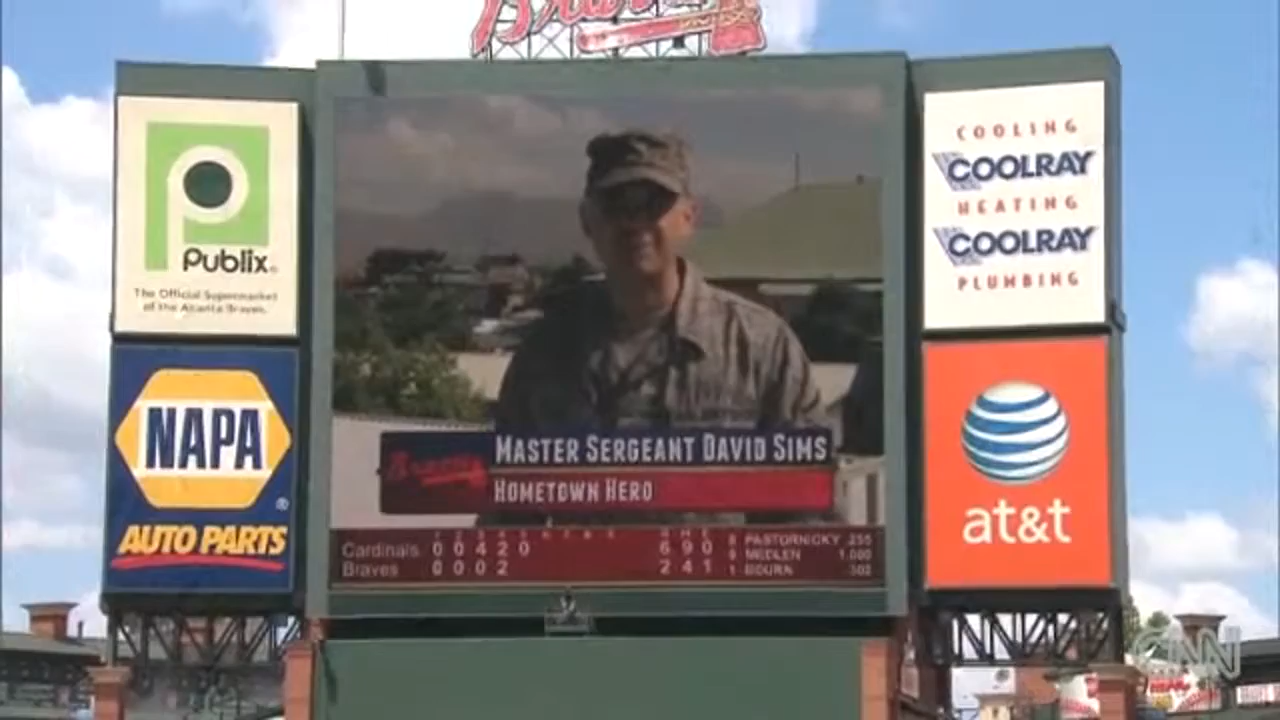 Braves
Publix
The Official Supermarket
of the Atlanta Braves.
NAPA
AUTO PARTS
COOLING
COOLRAY
HEATING
COOLRAY
PLUMBING
at&t
Braves
MASTER SERGEANT DAVID SIMS
HOMETOWN HERO
Cardinals 0 0 4 2 0 6 9 0
Braves 0 0 0 2 2 4 1
8 PASTORNICKY .255
9 MEDLEN 1.000
1 BOURN .302
CNN